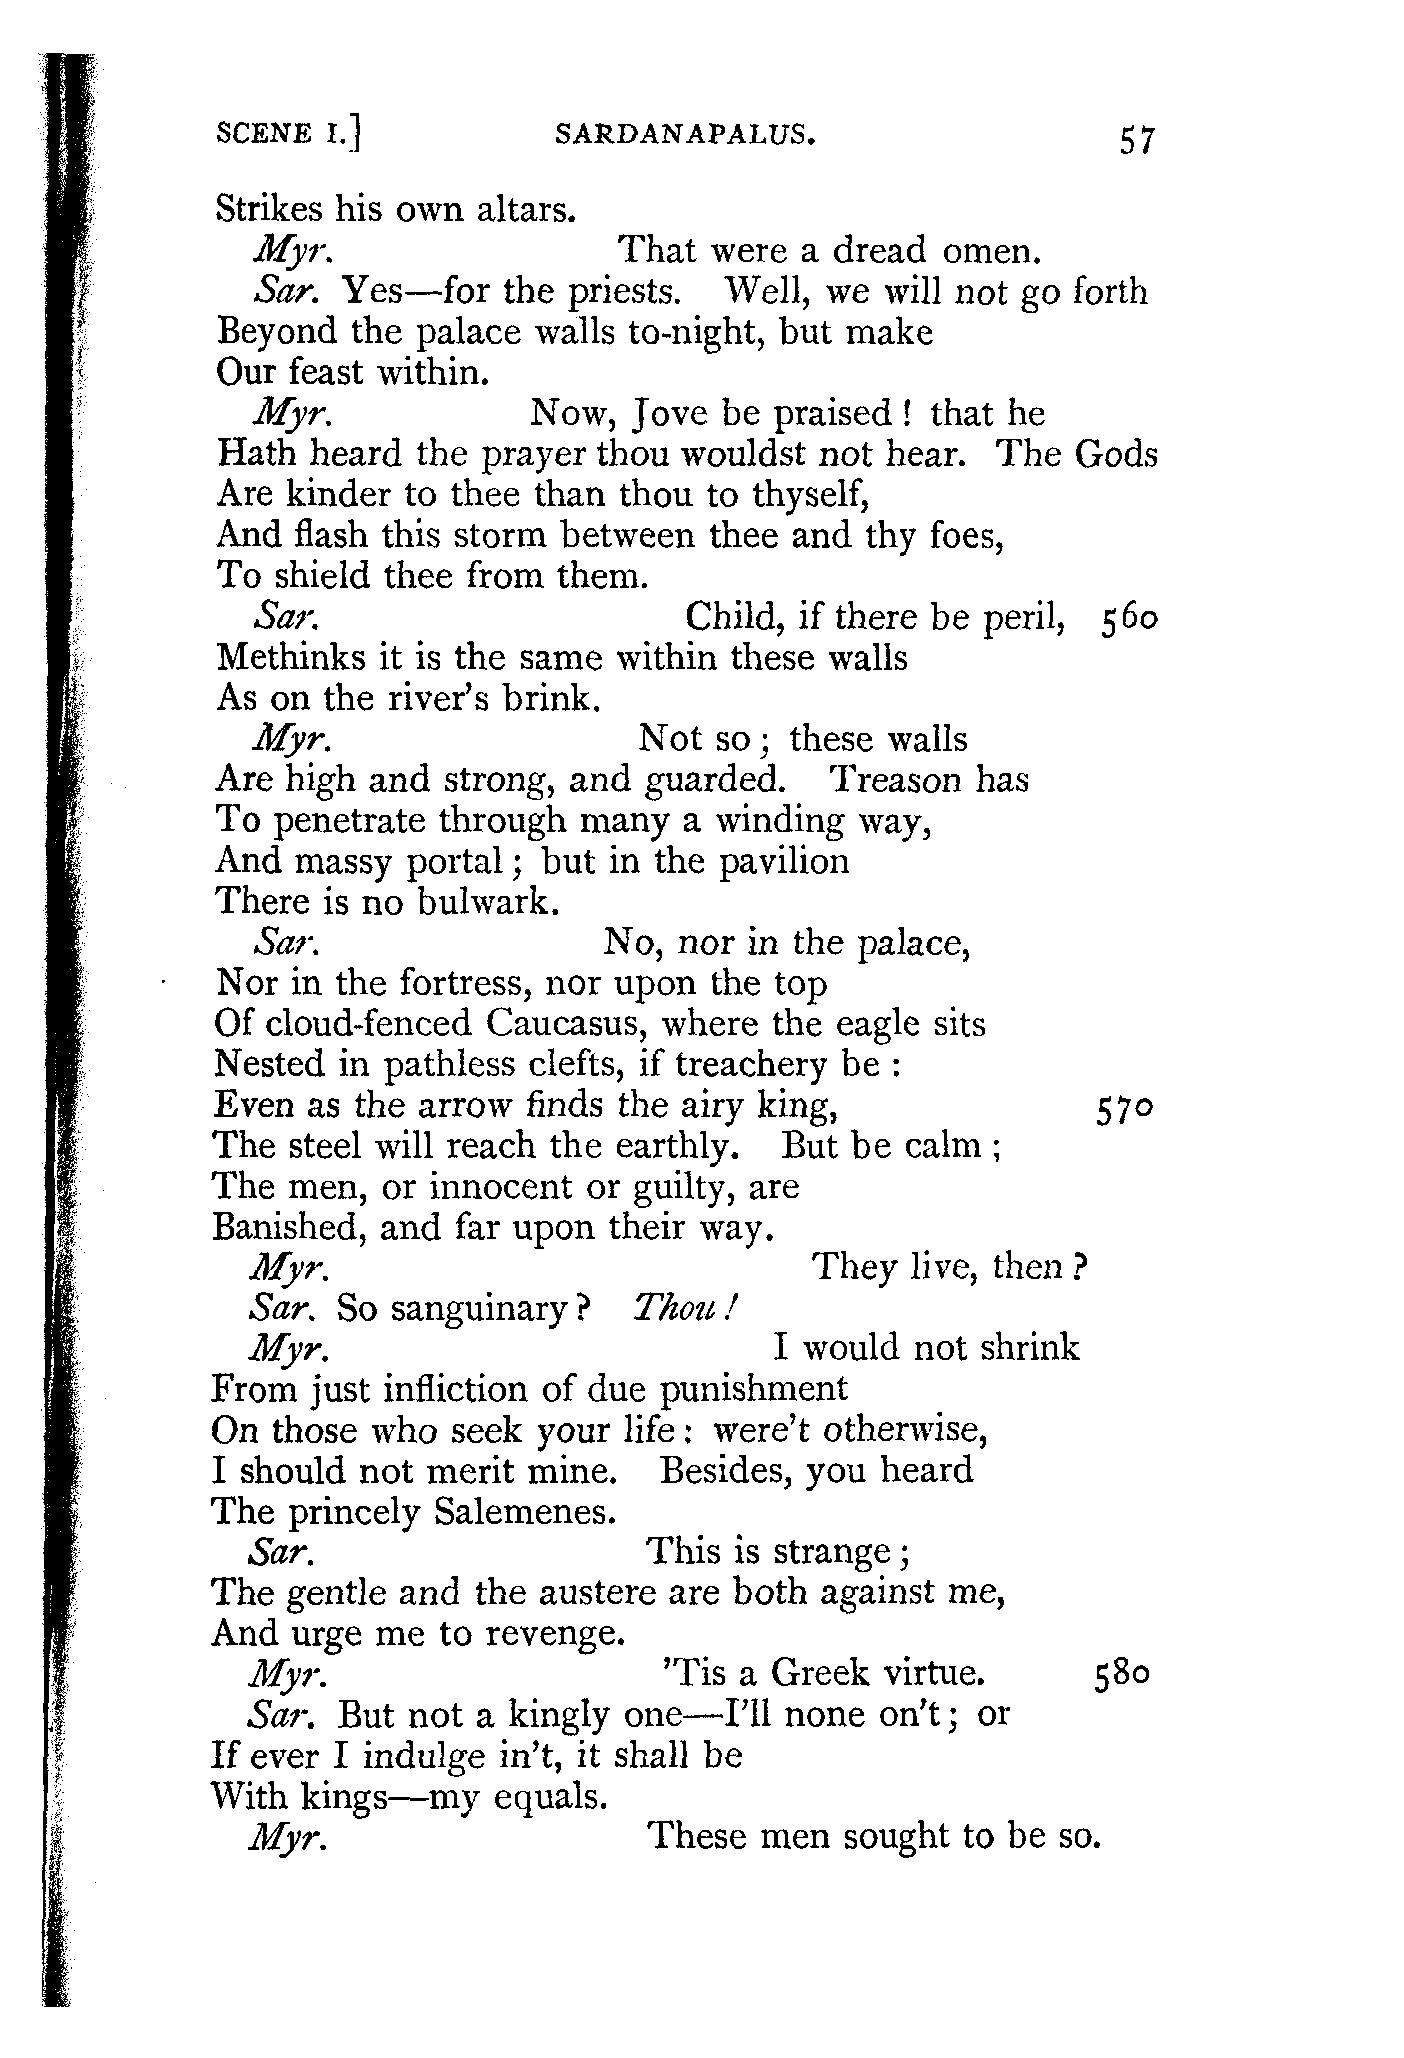 SCENE I.] SARDANAPALUS. 57
Strikes his own altars.
Myr. That were a dread omen.
Sar. Yes—for the priests. Well, we will not go forth
Beyond the palace walls to-night, but make
Our feast within.
Myr. Now, Jove be praised! that he
Hath heard the prayer thou wouldst not hear. The Gods
Are kinder to thee than thou to thyself,
And flash this storm between thee and thy foes,
To shield thee from them.
Sar. Child, if there be peril, 560
Methinks it is the same within these walls
As on the river's brink.
Myr. Not so; these walls
Are high and strong, and guarded. Treason has
To penetrate through many a winding way,
And massy portal; but in the pavilion
There is no bulwark.
Sar. No, nor in the palace,
Nor in the fortress, nor upon the top
Of cloud-fenced Caucasus, where the eagle sits
Nested in pathless clefts, if treachery be:
Even as the arrow finds the airy king, 570
The steel will reach the earthly. But be calm;
The men, or innocent or guilty, are
Banished, and far upon their way.
Myr. They live, then?
Sar. So sanguinary? Thou!
Myr. I would not shrink
From just infliction of due punishment
On those who seek your life: were't otherwise,
I should not merit mine. Besides, you heard
The princely Salemenes.
Sar. This is strange;
The gentle and the austere are both against me,
And urge me to revenge.
Myr. 'Tis a Greek virtue. 580
Sar. But not a kingly one—I'll none on't; or
If ever I indulge in't, it shall be
With kings—my equals.
Myr. These men sought to be so.